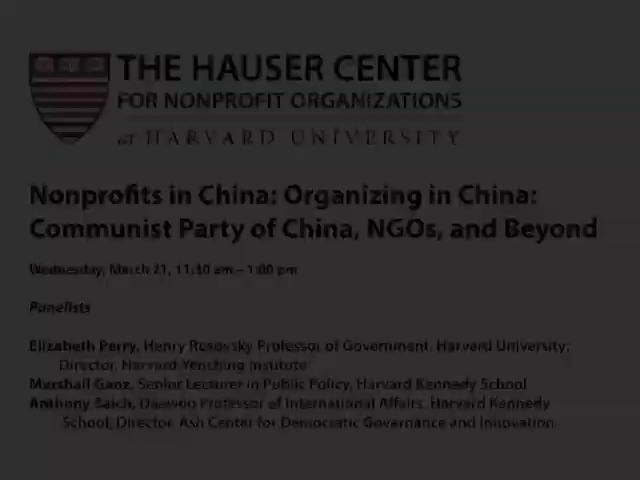 THE HAUSER CENTER
FOR NONPROFIT ORGANIZATIONS
at HARVARD UNIVERSITY
Nonprofits in China: Organizing in China:
Communist Party of China, NGOs, and Beyond
Wednesday, March 21, 11:30 am – 1:00 pm
Panelists
Elizabeth Perry, Henry Rosovsky Professor of Government, Harvard University;
Director, Harvard-Yenching Institute
Marshall Ganz, Senior Lecturer in Public Policy, Harvard Kennedy School
Anthony Saich, Daewoo Professor of International Affairs, Harvard Kennedy
School; Director, Ash Center for Democratic Governance and Innovation